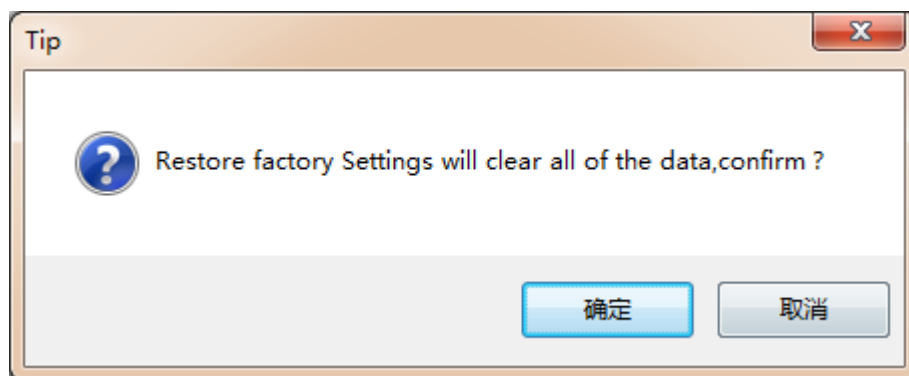 Tip
Restore factory Settings will clear all of the data,confirm ?
确定
取消